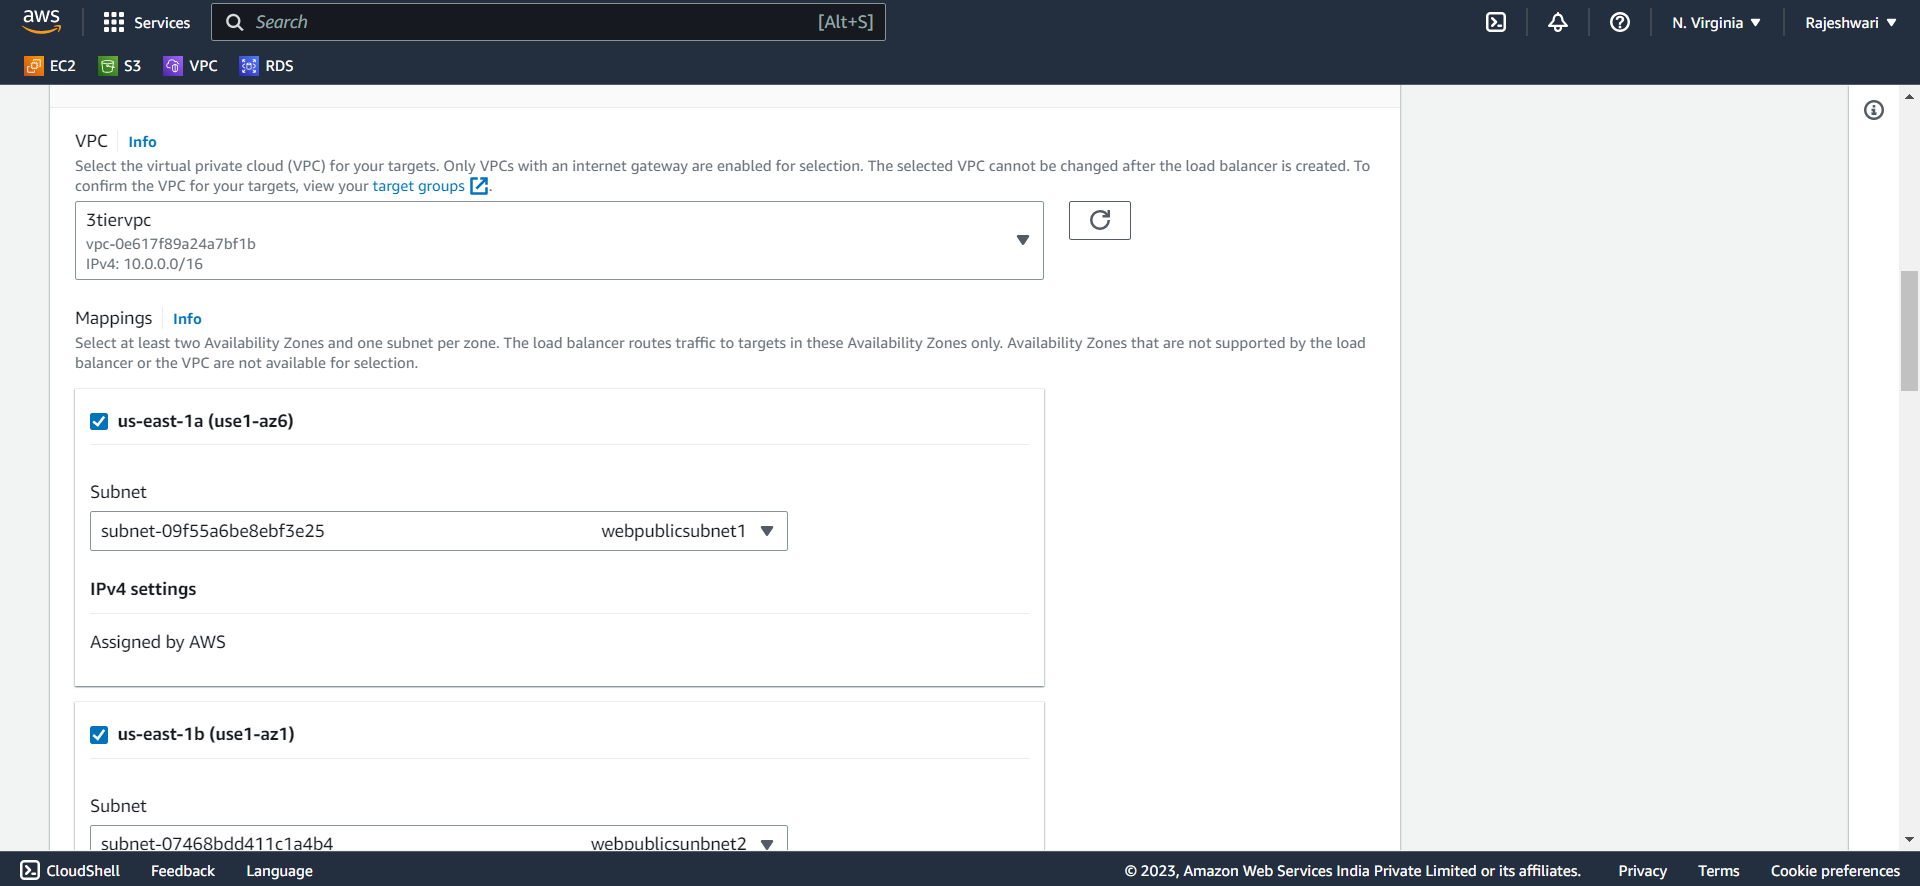 aws
Services
Search
[Alt+S]
N. Virginia
Rajeshwari
EC2
S3
VPC
RDS
VPC
Info
Select the virtual private cloud (VPC) for your targets. Only VPCs with an internet gateway are enabled for selection. The selected VPC cannot be changed after the load balancer is created. To
confirm the VPC for your targets, view your target groups.
3tiervpc
vpc-0e617f89a24a7bf1b
IPv4: 10.0.0.0/16
Mappings
Info
Select at least two Availability Zones and one subnet per zone. The load balancer routes traffic to targets in these Availability Zones only. Availability Zones that are not supported by the load
balancer or the VPC are not available for selection.
us-east-1a (use1-az6)
Subnet
subnet-09f55a6be8ebf3e25
webpublicsubnet1
IPv4 settings
Assigned by AWS
us-east-1b (use1-az1)
Subnet
subnet-07468bdd411c1a4b4
webpublicsunbnet2
CloudShell
Feedback
Language
© 2023, Amazon Web Services India Private Limited or its affiliates.
Privacy
Terms
Cookie preferences